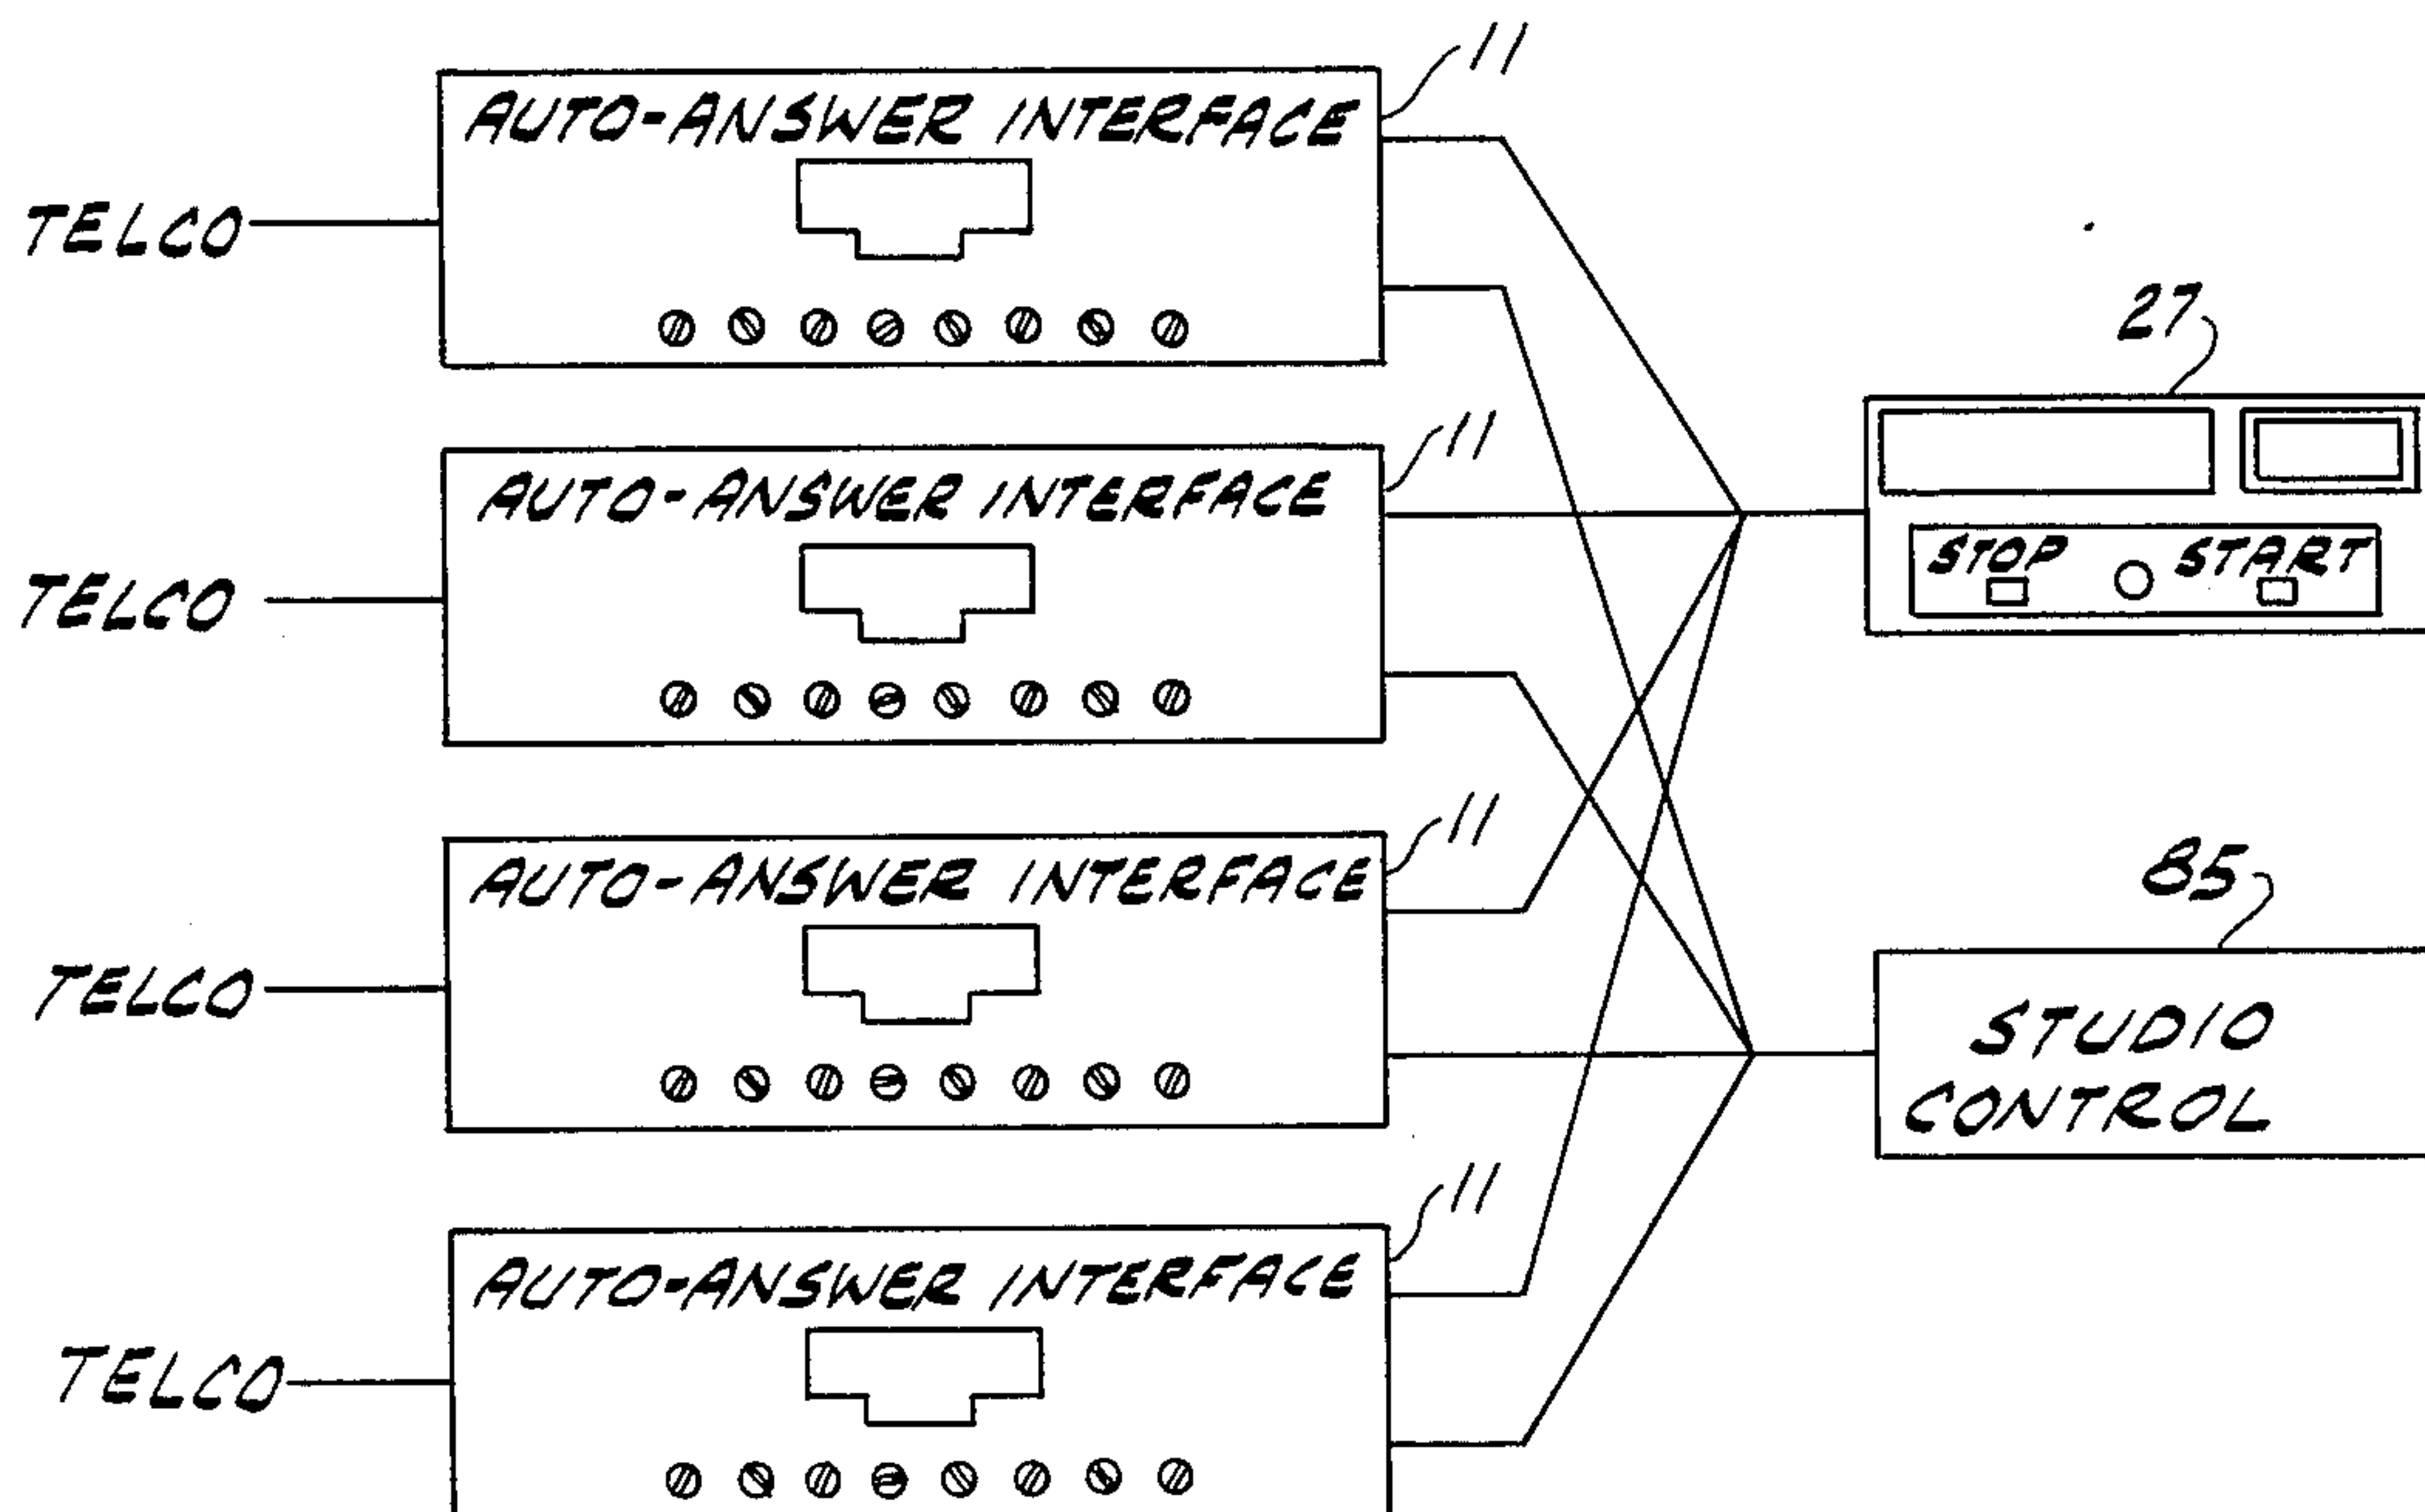 11
AUTO-ANSWER INTERFACE
TELCO
27
11
AUTO-ANSWER INTERFACE
STOP START
TELCO
11
85
AUTO-ANSWER INTERFACE
TELCO
STUDIO
CONTROL
11
AUTO-ANSWER INTERFACE
TELCO